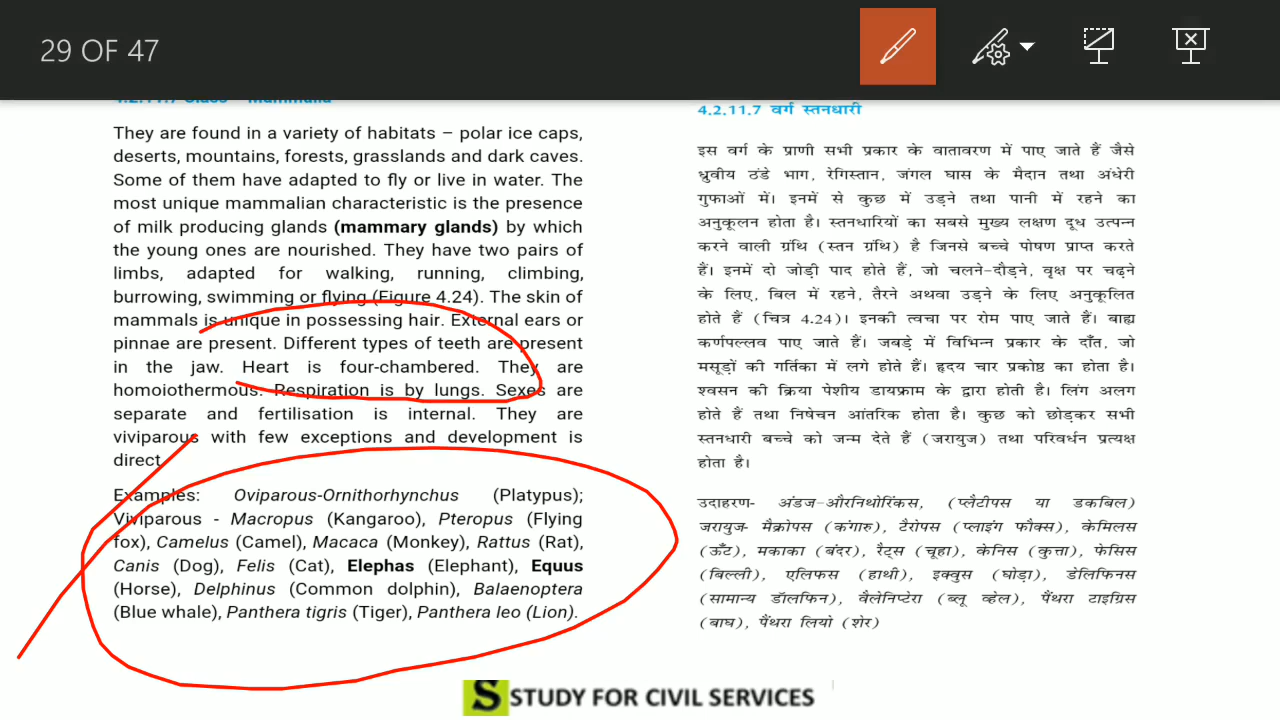 29 OF 47
4.2.11.7 Class – Mammalia
They are found in a variety of habitats – polar ice caps,
deserts, mountains, forests, grasslands and dark caves.
Some of them have adapted to fly or live in water. The
most unique mammalian characteristic is the presence
of milk producing glands (mammary glands) by which
the young ones are nourished. They have two pairs of
limbs, adapted for walking, running, climbing,
burrowing, swimming or flying (Figure 4.24). The skin of
mammals is unique in possessing hair. External ears or
pinnae are present. Different types of teeth are present
in the jaw. Heart is four-chambered. They are
homoiothermous. Respiration is by lungs. Sexes are
separate and fertilisation is internal. They are
viviparous with few exceptions and development is
direct.
Examples: Oviparous-Ornithorhynchus (Platypus);
Viviparous - Macropus (Kangaroo), Pteropus (Flying
fox), Camelus (Camel), Macaca (Monkey), Rattus (Rat),
Canis (Dog), Felis (Cat), Elephas (Elephant), Equus
(Horse), Delphinus (Common dolphin), Balaenoptera
(Blue whale), Panthera tigris (Tiger), Panthera leo (Lion).
4.2.11.7 वर्ग स्तनधारी
इस वर्ग के प्राणी सभी प्रकार के वातावरण में पाए जाते हैं जैसे
ध्रुवीय ठंडे भाग, रेगिस्तान, जंगल घास के मैदान तथा अंधेरी
गुफाओं में। इनमें से कुछ में उड़ने तथा पानी में रहने का
अनुकूलन होता है। स्तनधारियों का सबसे मुख्य लक्षण दूध उत्पन्न
करने वाली ग्रंथि (स्तन ग्रंथि) है जिनसे बच्चे पोषण प्राप्त करते
हैं। इनमें दो जोड़ी पाद होते हैं, जो चलने-दौड़ने, वृक्ष पर चढ़ने
के लिए, बिल में रहने, तैरने अथवा उड़ने के लिए अनुकूलित
होते हैं (चित्र 4.24)। इनकी त्वचा पर रोम पाए जाते हैं। बाह्य
कर्णपल्लव पाए जाते हैं। जबड़े में विभिन्न प्रकार के दाँत, जो
मसूड़ों की गर्तिका में लगे होते हैं। हृदय चार प्रकोष्ठ का होता है।
श्वसन की क्रिया पेशीय डायफ्राम के द्वारा होती है। लिंग अलग
होते हैं तथा निषेचन आंतरिक होता है। कुछ को छोड़कर सभी
स्तनधारी बच्चे को जन्म देते हैं (जरायुज) तथा परिवर्धन प्रत्यक्ष
होता है।
उदाहरण- अंडज-औरनिथोरिंकस, (प्लैटीपस या डकबिल)
जरायुज- मैक्रोपस (कंगारु), टैरोपस (प्लाइंग फौक्स), केमिलस
(ऊँट), मकाका (बंदर), रैट्स (चूहा), केनिस (कुत्ता), फेसिस
(बिल्ली), एलिफस (हाथी), इक्वुस (घोड़ा), डेलिफिनस
(सामान्य डॉलफिन), वैलेनिप्टेरा (ब्लू व्हेल), पैंथरा टाइग्रिस
(बाघ), पैंथरा लियो (शेर)
S STUDY FOR CIVIL SERVICES